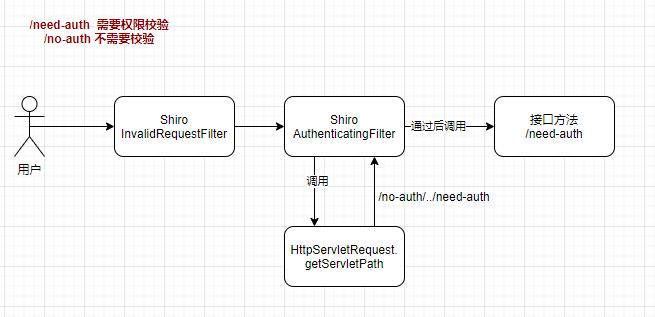 /need-auth 需要权限校验
/no-auth 不需要校验
用户
Shiro
InvalidRequestFilter
Shiro
AuthenticatingFilter
通过后调用
接口方法
/need-auth
调用
/no-auth/../need-auth
HttpServletRequest.
getServletPath